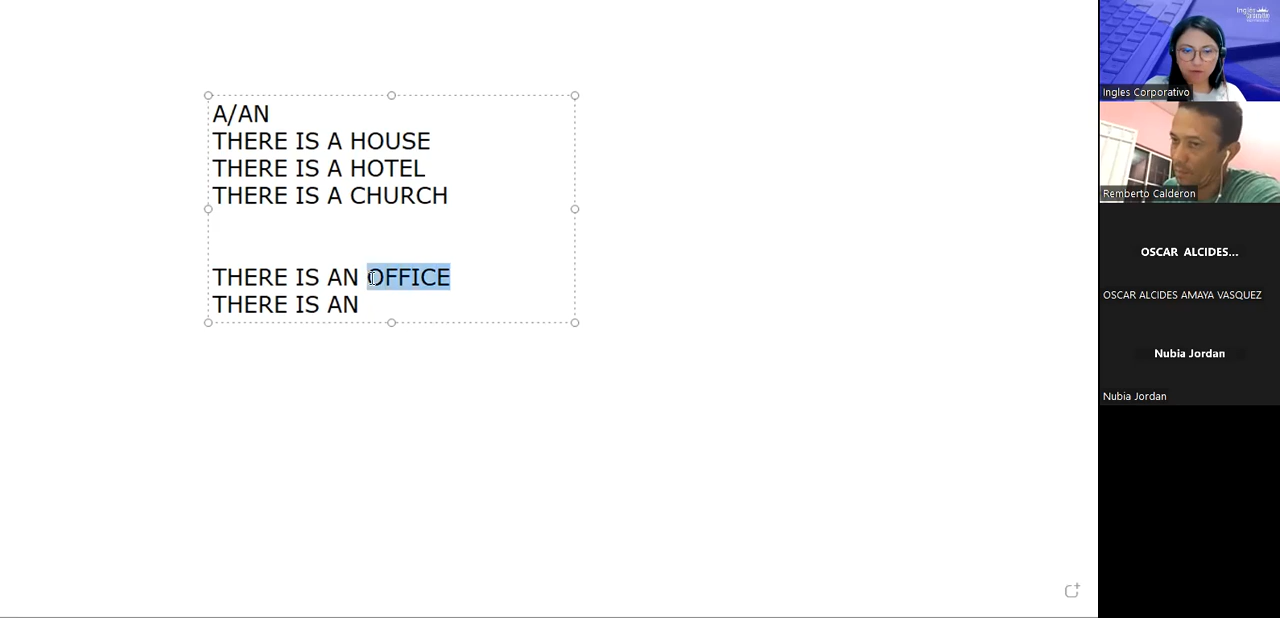 A/AN
THERE IS A HOUSE
THERE IS A HOTEL
THERE IS A CHURCH
THERE IS AN OFFICE
THERE IS AN
Ingles Corporativo
Remberto Calderon
OSCAR ALCIDES...
OSCAR ALCIDES AMAYA VASQUEZ
Nubia Jordan
Nubia Jordan